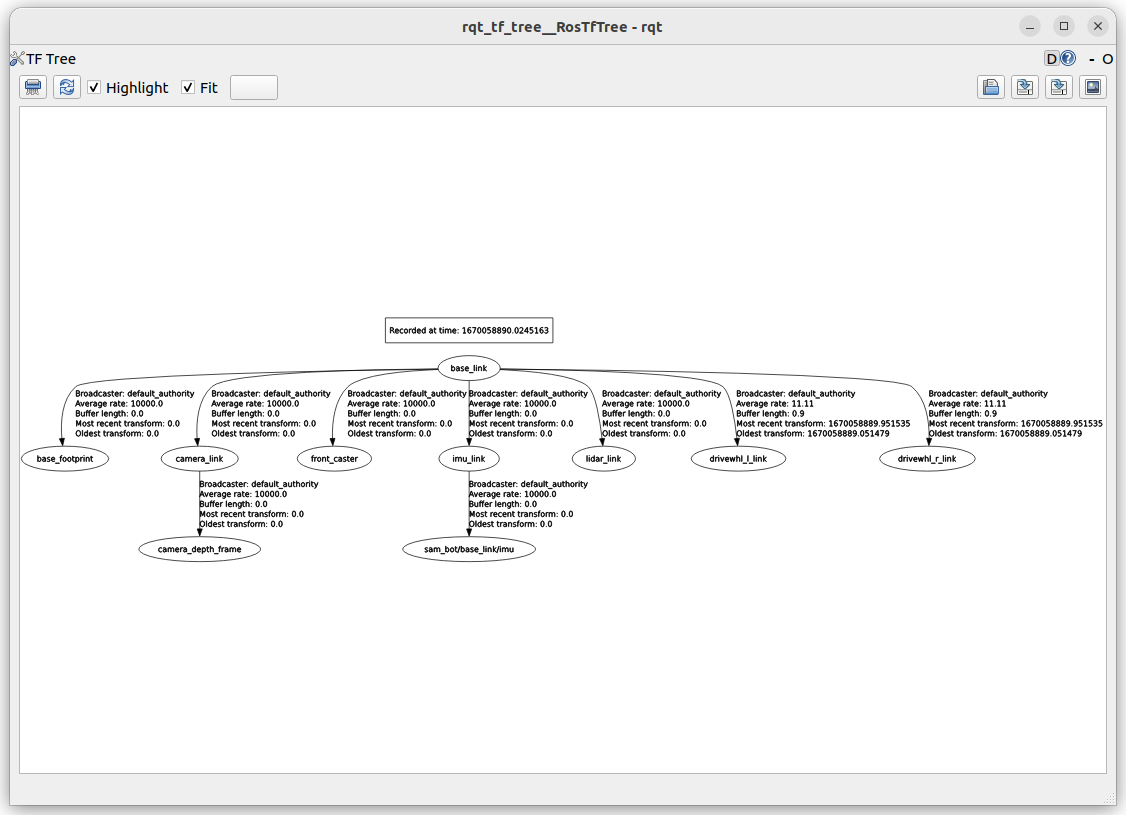 rqt_tf_tree__RosTfTree - rqt
TF Tree
D
- O
Highlight
Fit
Recorded at time: 1670058890.0245163
base_link
Broadcaster: default_authority
Average rate: 10000.0
Buffer length: 0.0
Most recent transform: 0.0
Oldest transform: 0.0
Broadcaster: default_authority
Average rate: 10000.0
Buffer length: 0.0
Most recent transform: 0.0
Oldest transform: 0.0
Broadcaster: default_authority
Average rate: 10000.0
Buffer length: 0.0
Most recent transform: 0.0
Oldest transform: 0.0
Broadcaster: default_authority
Average rate: 10000.0
Buffer length: 0.0
Most recent transform: 0.0
Oldest transform: 0.0
Broadcaster: default_authority
Average rate: 10000.0
Buffer length: 0.0
Most recent transform: 0.0
Oldest transform: 0.0
Broadcaster: default_authority
Average rate: 11.11
Buffer length: 0.9
Most recent transform: 1670058889.951535
Oldest transform: 1670058889.051479
Broadcaster: default_authority
Average rate: 11.11
Buffer length: 0.9
Most recent transform: 1670058889.951535
Oldest transform: 1670058889.051479
base_footprint
camera_link
front_caster
imu_link
lidar_link
drivewhl_l_link
drivewhl_r_link
Broadcaster: default_authority
Average rate: 10000.0
Buffer length: 0.0
Most recent transform: 0.0
Oldest transform: 0.0
Broadcaster: default_authority
Average rate: 10000.0
Buffer length: 0.0
Most recent transform: 0.0
Oldest transform: 0.0
camera_depth_frame
sam_bot/base_link/imu